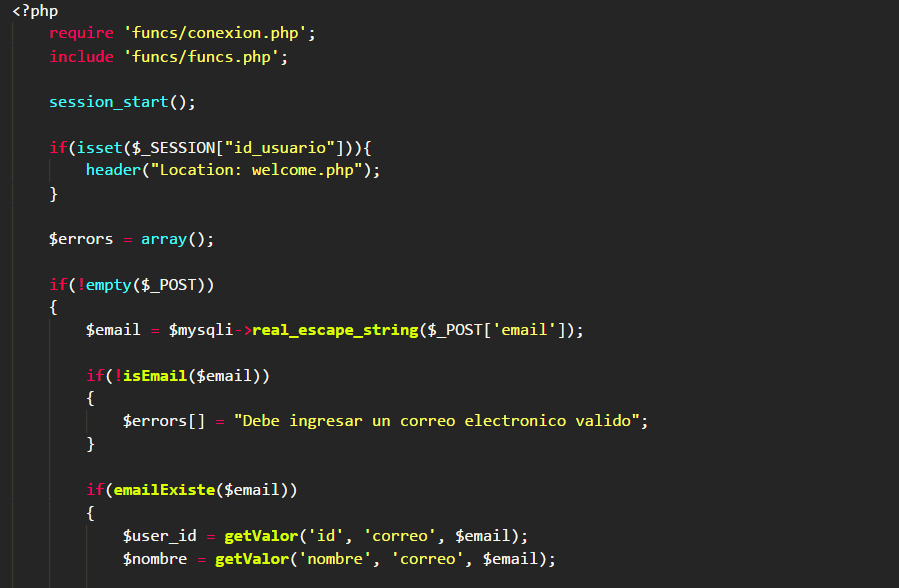 <?php
require 'funcs/conexion.php';
include 'funcs/funcs.php';
session_start();
if(isset($_SESSION["id_usuario"])){
header("Location: welcome.php");
}
$errors = array();
if(!empty($_POST))
{
$email = $mysqli->real_escape_string($_POST['email']);
if(!isEmail($email))
{
$errors[] = "Debe ingresar un correo electronico valido";
}
if(emailExiste($email))
{
$user_id = getValor('id', 'correo', $email);
$nombre = getValor('nombre', 'correo', $email);